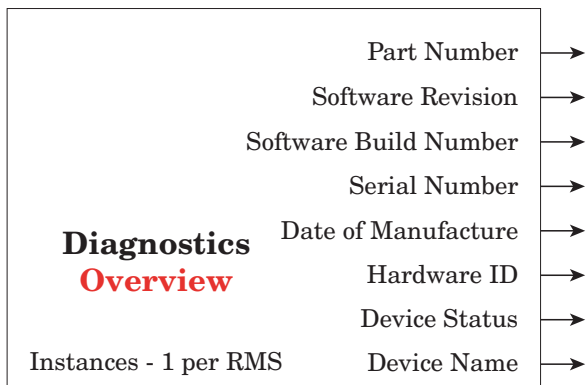 Part Number
Software Revision
Software Build Number
Serial Number
Date of Manufacture
Diagnostics
Overview
Hardware ID
Device Status
Instances - 1 per RMS
Device Name